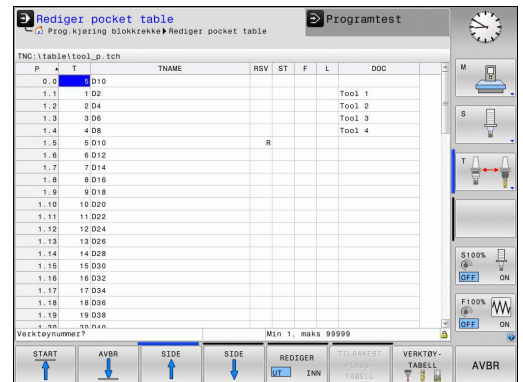 Rediger pocket table
Prog.kjøring blokkrekke Rediger pocket table
Programtest
TNC:\table\tool_p.tch
P T TNAME RSV ST F L DOC
0.0 5 D10
1.1 1 D2 Tool 1
1.2 2 D4 Tool 2
1.3 3 D6 Tool 3
1.4 4 D8 Tool 4
1.5 5 D10 R
1.6 6 D12
1.7 7 D14
1.8 8 D16
1.9 9 D18
1.10 10 D20
1.11 11 D22
1.12 12 D24
1.13 13 D26
1.14 14 D28
1.15 15 D30
1.16 16 D32
1.17 17 D34
1.18 18 D36
1.19 19 D38
1.20 20 D40
Verktøynummer? Min 1, maks 99999
M
S
T
S100%
OFF ON
F100%
OFF ON
START
AVBR
SIDE
SIDE
REDIGER
UT INN
TILBAKEST
PLASS-
TABELL
VERKTØY-
TABELL
AVBR